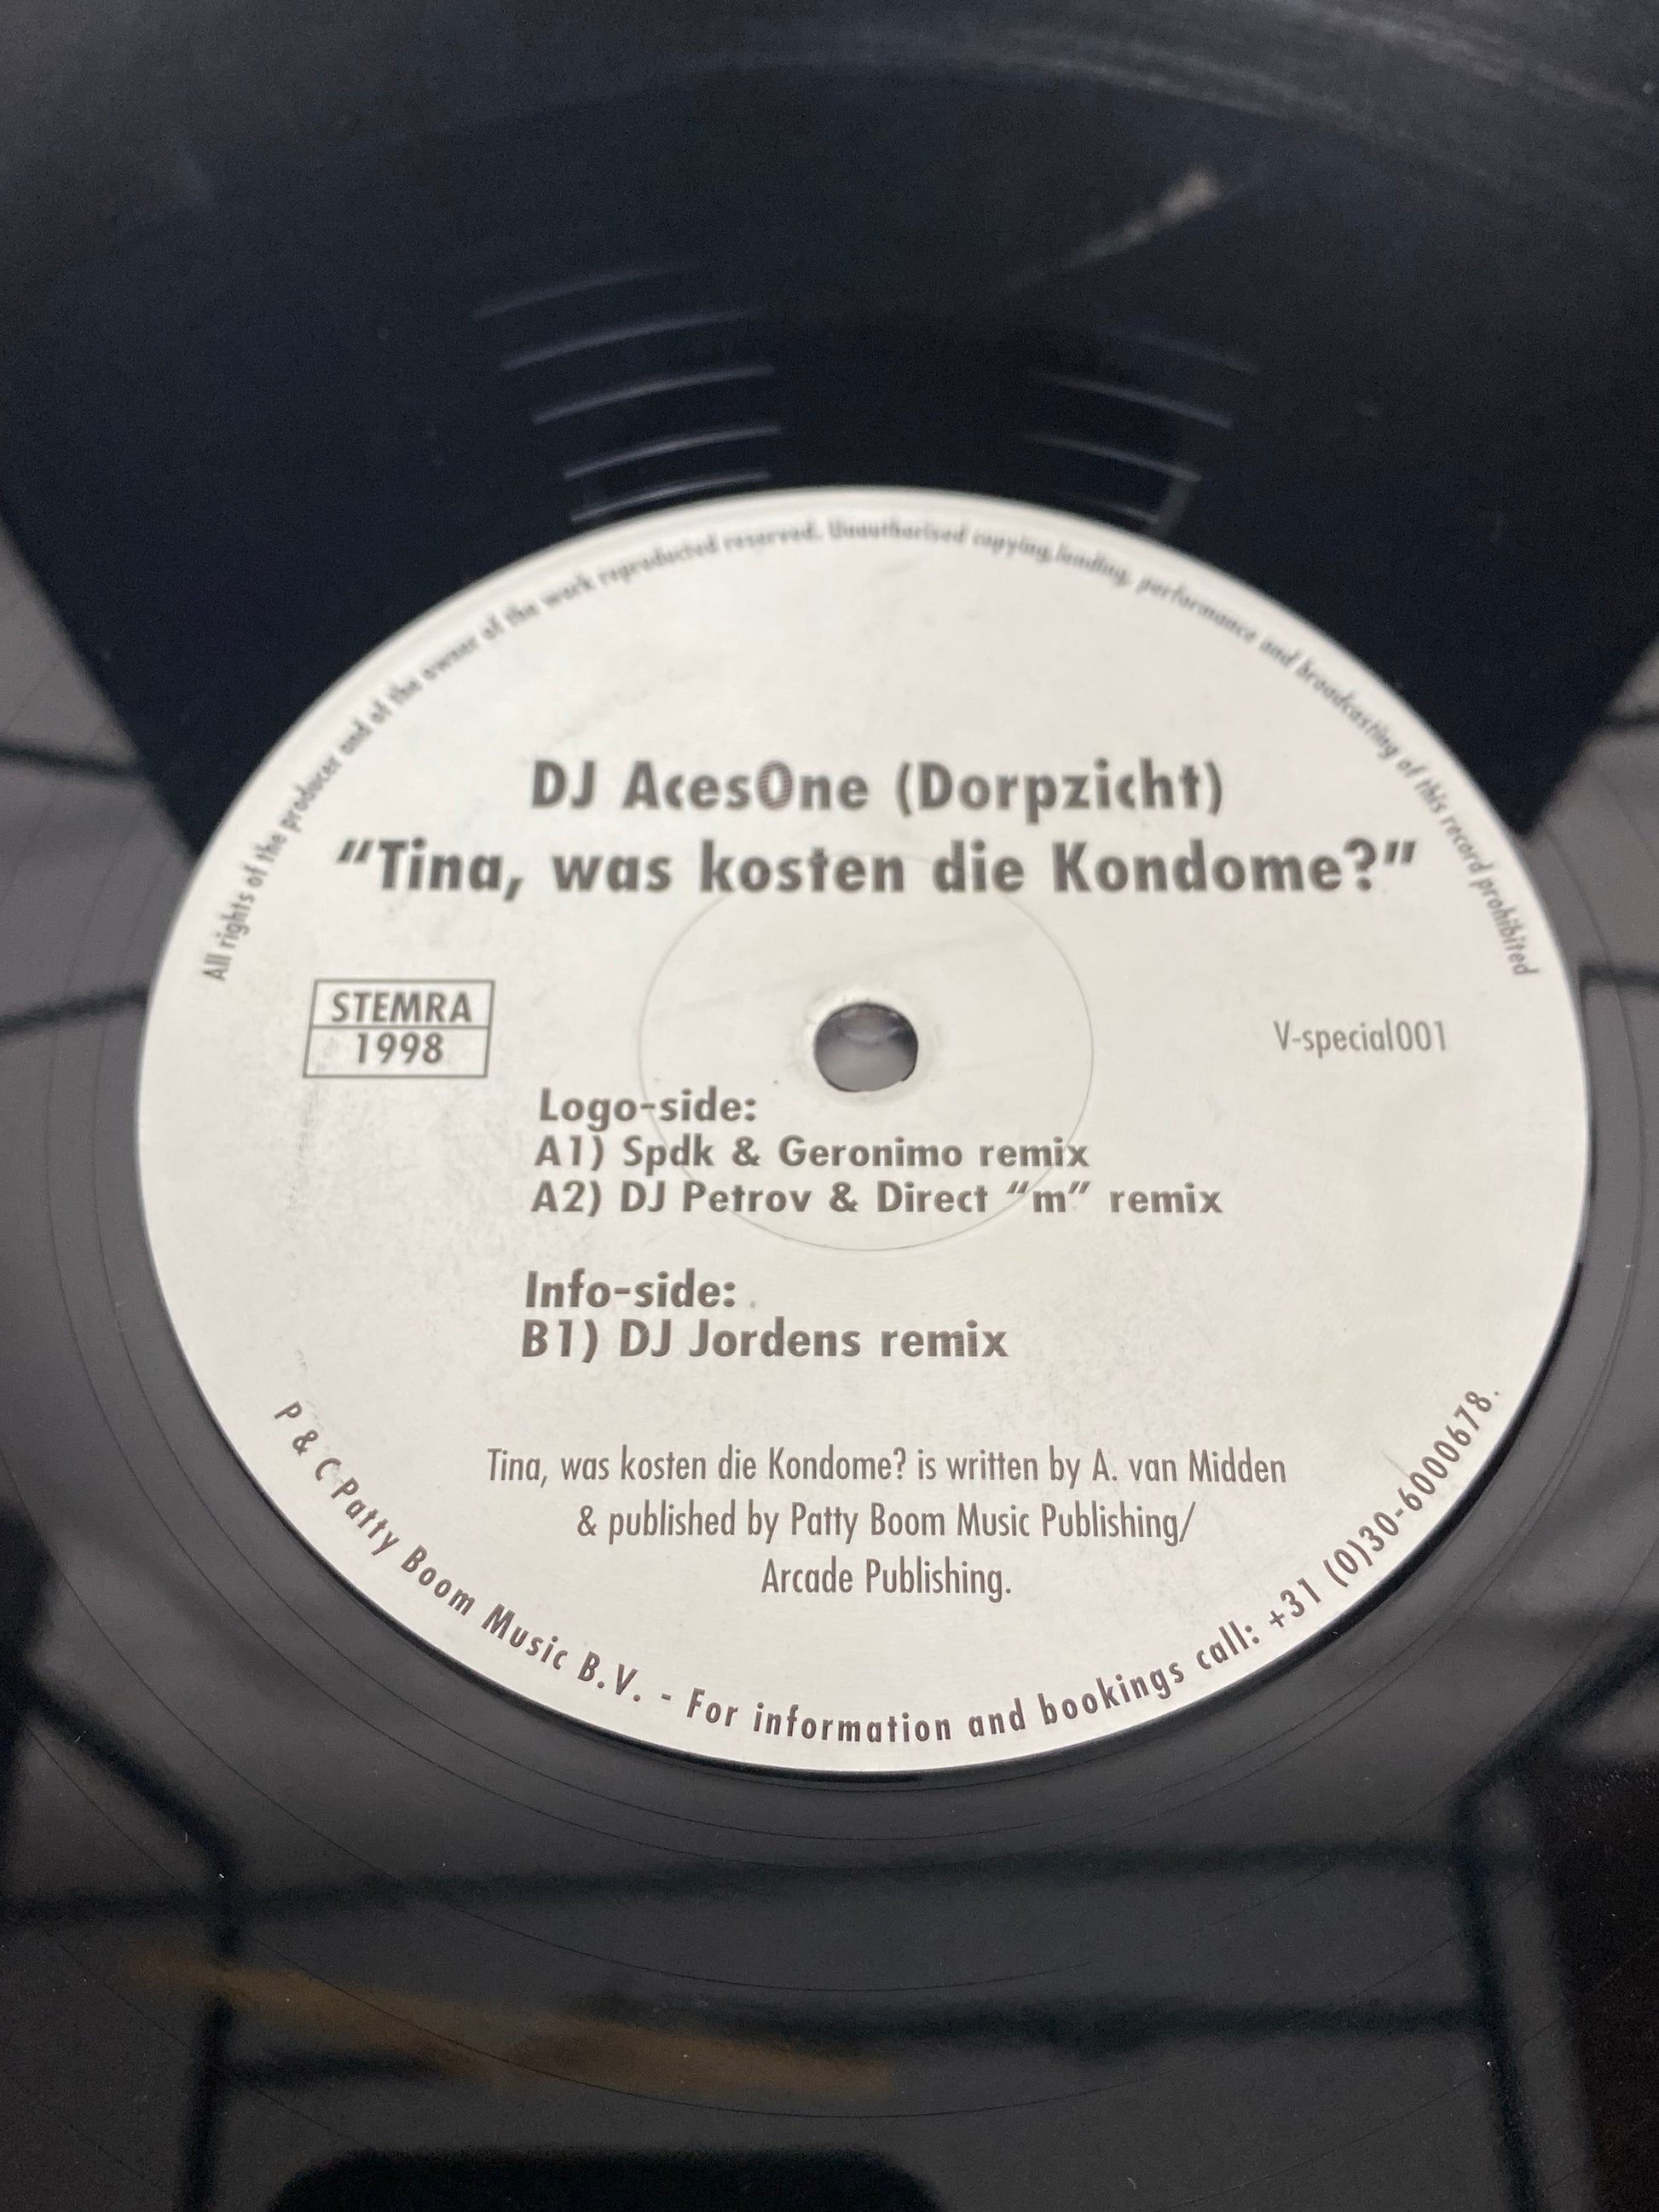 All rights of the producer and of the owner of the work reproduced reserved. Unauthorised copying,lending, performance and broadcasting of this record prohibited
DJ AcesOne (Dorpzicht)
"Tina, was kosten die Kondome?"
STEMRA
1998
V-special001
Logo-side:
A1) Spdk & Geronimo remix
A2) DJ Petrov & Direct "m" remix
Info-side:
B1) DJ Jordens remix
Tina, was kosten die Kondome? is written by A. van Midden
& published by Patty Boom Music Publishing/
Arcade Publishing.
P & C Patty Boom Music B.V. - For information and bookings call: +31 (0)30-6000678.